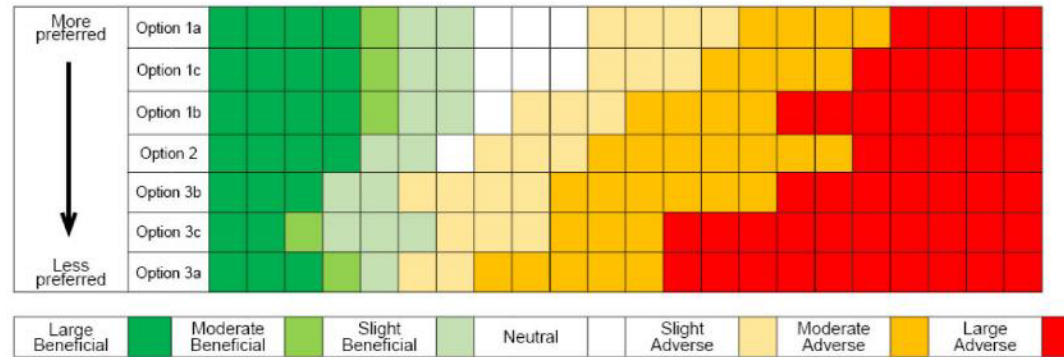 More
preferred
Option 1a
Option 1c
Option 1b
Option 2
Option 3b
Option 3c
Less
preferred
Option 3a
Large
Beneficial
Moderate
Beneficial
Slight
Beneficial
Neutral
Slight
Adverse
Moderate
Adverse
Large
Adverse